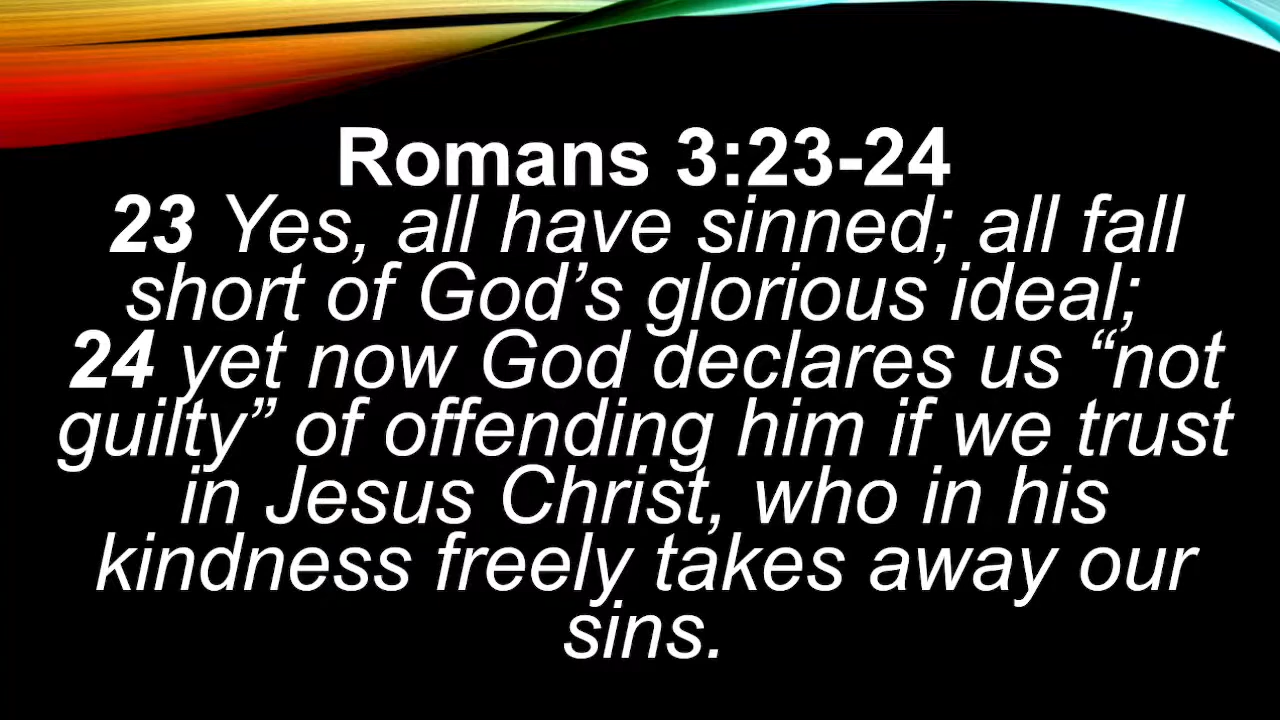 Romans 3:23-24
23 Yes, all have sinned; all fall
short of God’s glorious ideal;
24 yet now God declares us “not
guilty” of offending him if we trust
in Jesus Christ, who in his
kindness freely takes away our
sins.